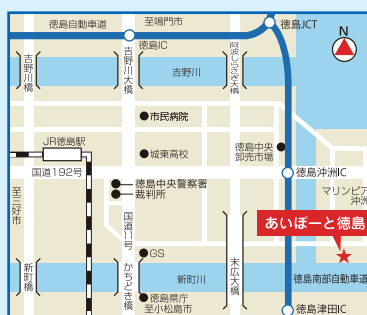 徳島自動車道
至鳴門市
徳島JCT
N
徳島IC
吉野川橋
吉野川大橋
吉野川
阿波しらさぎ大橋
市民病院
JR徳島駅
城東高校
徳島中央
卸売市場
国道192号
徳島沖洲IC
徳島中央警察署
裁判所
マリンピア
沖洲
至三好市
国道11号
あいぽーと徳島
GS
新町橋
かちどき橋
新町川
末広大橋
徳島南部自動車道
徳島県庁
至小松島市
徳島津田IC